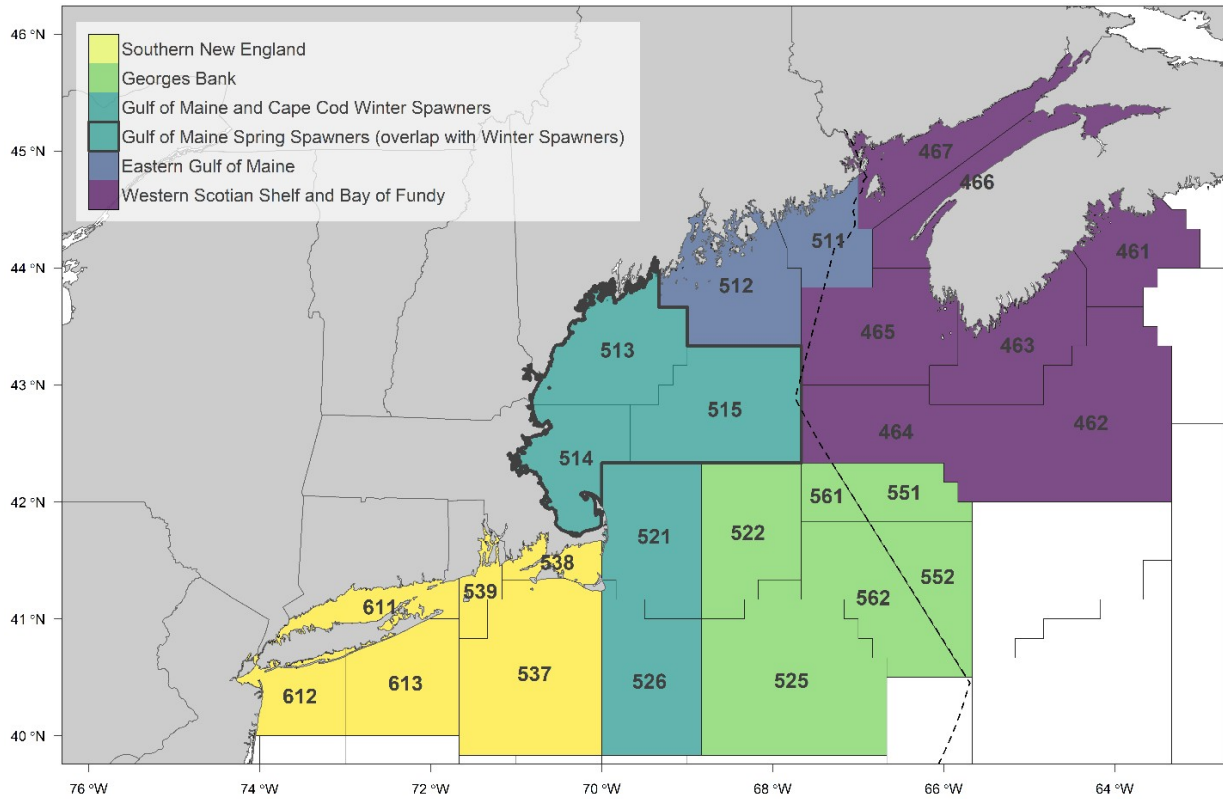 46 °N
Southern New England
Georges Bank
Gulf of Maine and Cape Cod Winter Spawners
Gulf of Maine Spring Spawners (overlap with Winter Spawners)
Eastern Gulf of Maine
Western Scotian Shelf and Bay of Fundy
45 °N
467
466
44 °N
511
461
512
513
465
463
43 °N
515
464
462
514
42 °N
561
551
521
522
538
552
539
562
41 °N
611
613
537
526
525
612
40 °N
76 °W
74 °W
72 °W
70 °W
68 °W
66 °W
64 °W